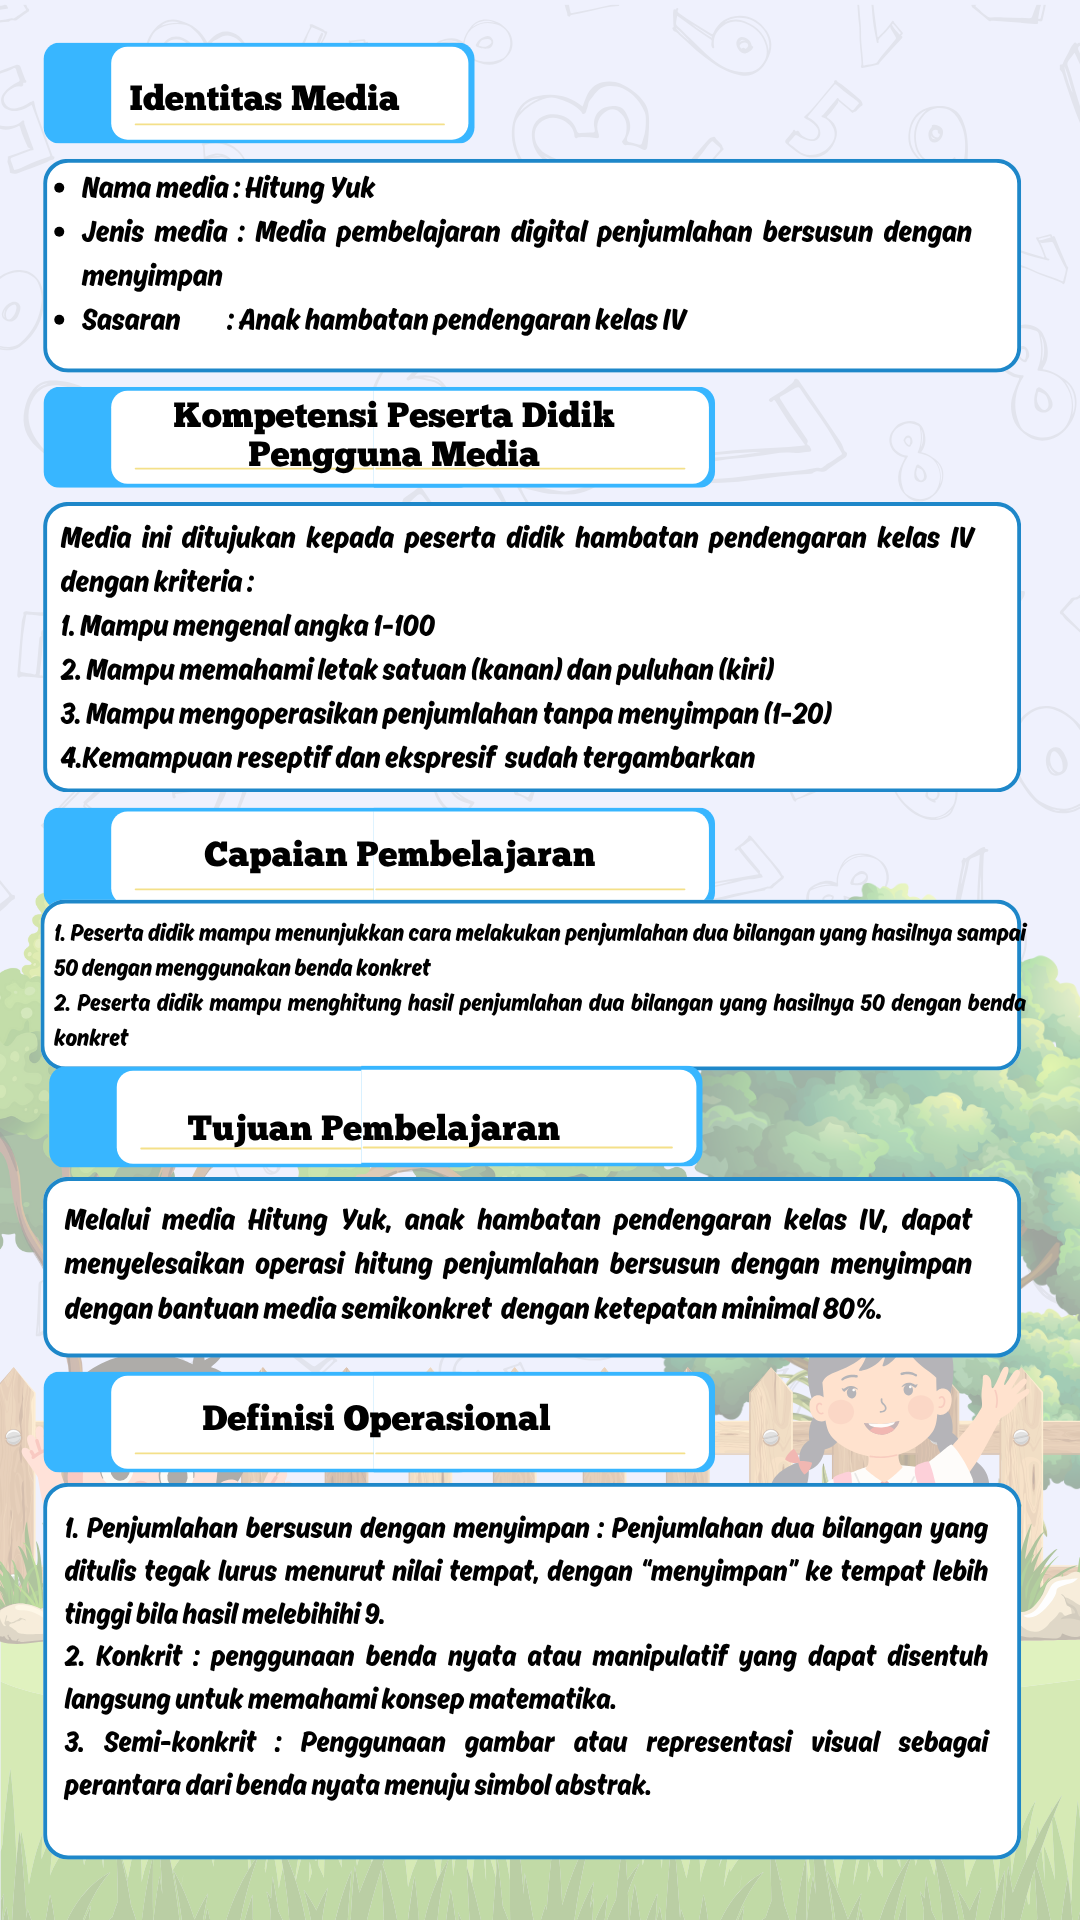 Identitas Media
• Nama media : Hitung Yuk
• Jenis media : Media pembelajaran digital penjumlahan bersusun dengan
menyimpan
• Sasaran : Anak hambatan pendengaran kelas IV
Kompetensi Peserta Didik
Pengguna Media
Media ini ditujukan kepada peserta didik hambatan pendengaran kelas IV
dengan kriteria :
1. Mampu mengenal angka 1-100
2. Mampu memahami letak satuan (kanan) dan puluhan (kiri)
3. Mampu mengoperasikan penjumlahan tanpa menyimpan (1-20)
4.Kemampuan reseptif dan ekspresif sudah tergambarkan
Capaian Pembelajaran
1. Peserta didik mampu menunjukkan cara melakukan penjumlahan dua bilangan yang hasilnya sampai
50 dengan menggunakan benda konkret
2. Peserta didik mampu menghitung hasil penjumlahan dua bilangan yang hasilnya 50 dengan benda
konkret
Tujuan Pembelajaran
Melalui media Hitung Yuk, anak hambatan pendengaran kelas IV, dapat
menyelesaikan operasi hitung penjumlahan bersusun dengan menyimpan
dengan bantuan media semikonkret dengan ketepatan minimal 80%.
Definisi Operasional
1. Penjumlahan bersusun dengan menyimpan : Penjumlahan dua bilangan yang
ditulis tegak lurus menurut nilai tempat, dengan “menyimpan” ke tempat lebih
tinggi bila hasil melebihihi 9.
2. Konkrit : penggunaan benda nyata atau manipulatif yang dapat disentuh
langsung untuk memahami konsep matematika.
3. Semi-konkrit : Penggunaan gambar atau representasi visual sebagai
perantara dari benda nyata menuju simbol abstrak.